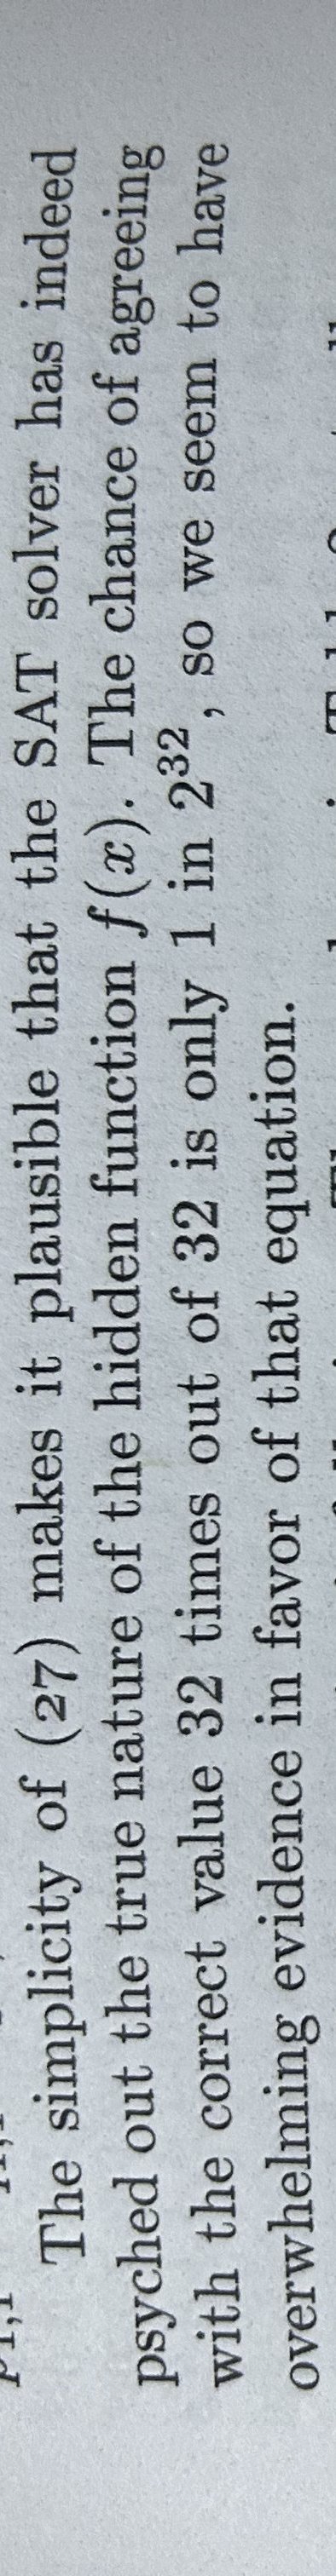 The simplicity of (27) makes it plausible that the SAT solver has indeed
psyched out the true nature of the hidden function f(x). The chance of agreeing
with the correct value 32 times out of 32 is only 1 in 2³², so we seem to have
overwhelming evidence in favor of that equation.